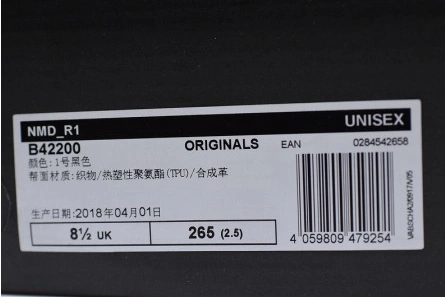 NMD_R1 UNISEX
B42200 ORIGINALS EAN 0284542658
颜色: 1号黑色
帮面材质: 织物/热塑性聚氨酯(TPU)/合成革
生产日期: 2018年04月01日
8½ UK 265 (2.5)
4 059809 479254